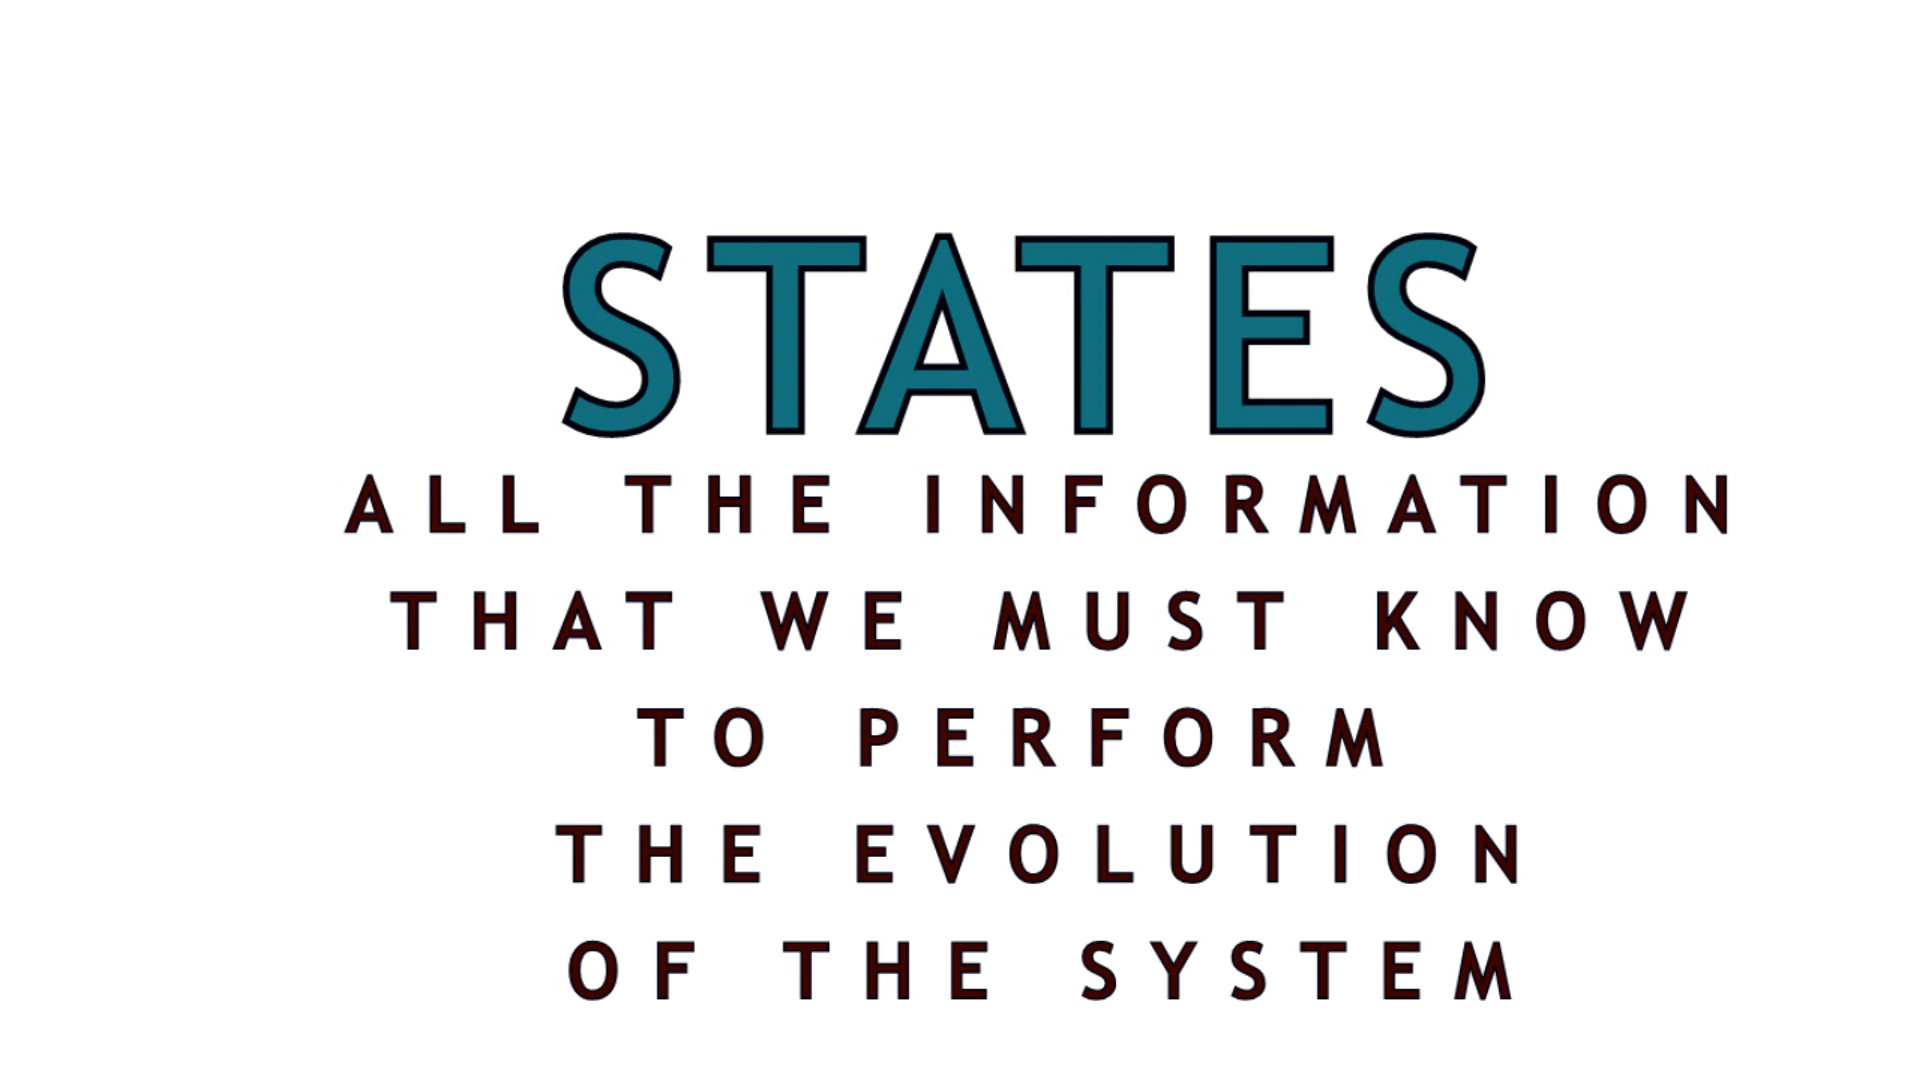 STATES
ALL THE INFORMATION
THAT WE MUST KNOW
TO PERFORM
THE EVOLUTION
OF THE SYSTEM